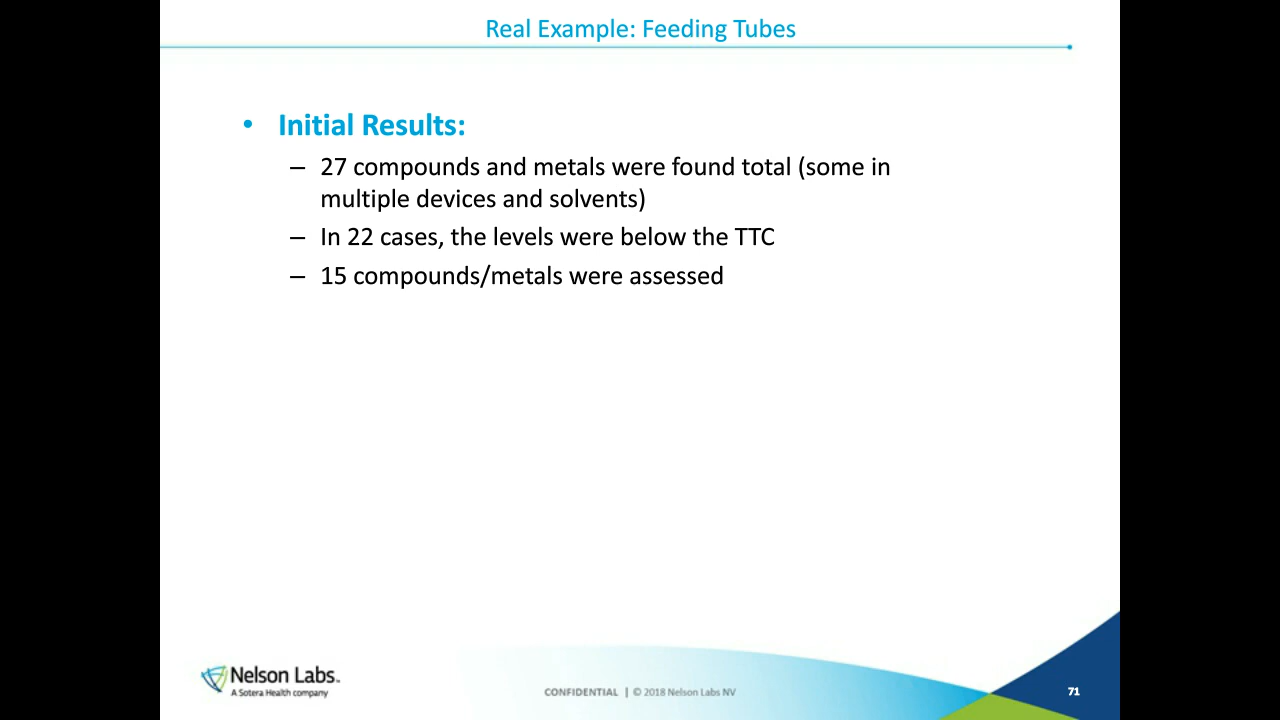 Real Example: Feeding Tubes
• Initial Results:
– 27 compounds and metals were found total (some in
multiple devices and solvents)
– In 22 cases, the levels were below the TTC
– 15 compounds/metals were assessed
Nelson Labs™
A Sotera Health company
CONFIDENTIAL | © 2018 Nelson Labs NV
71